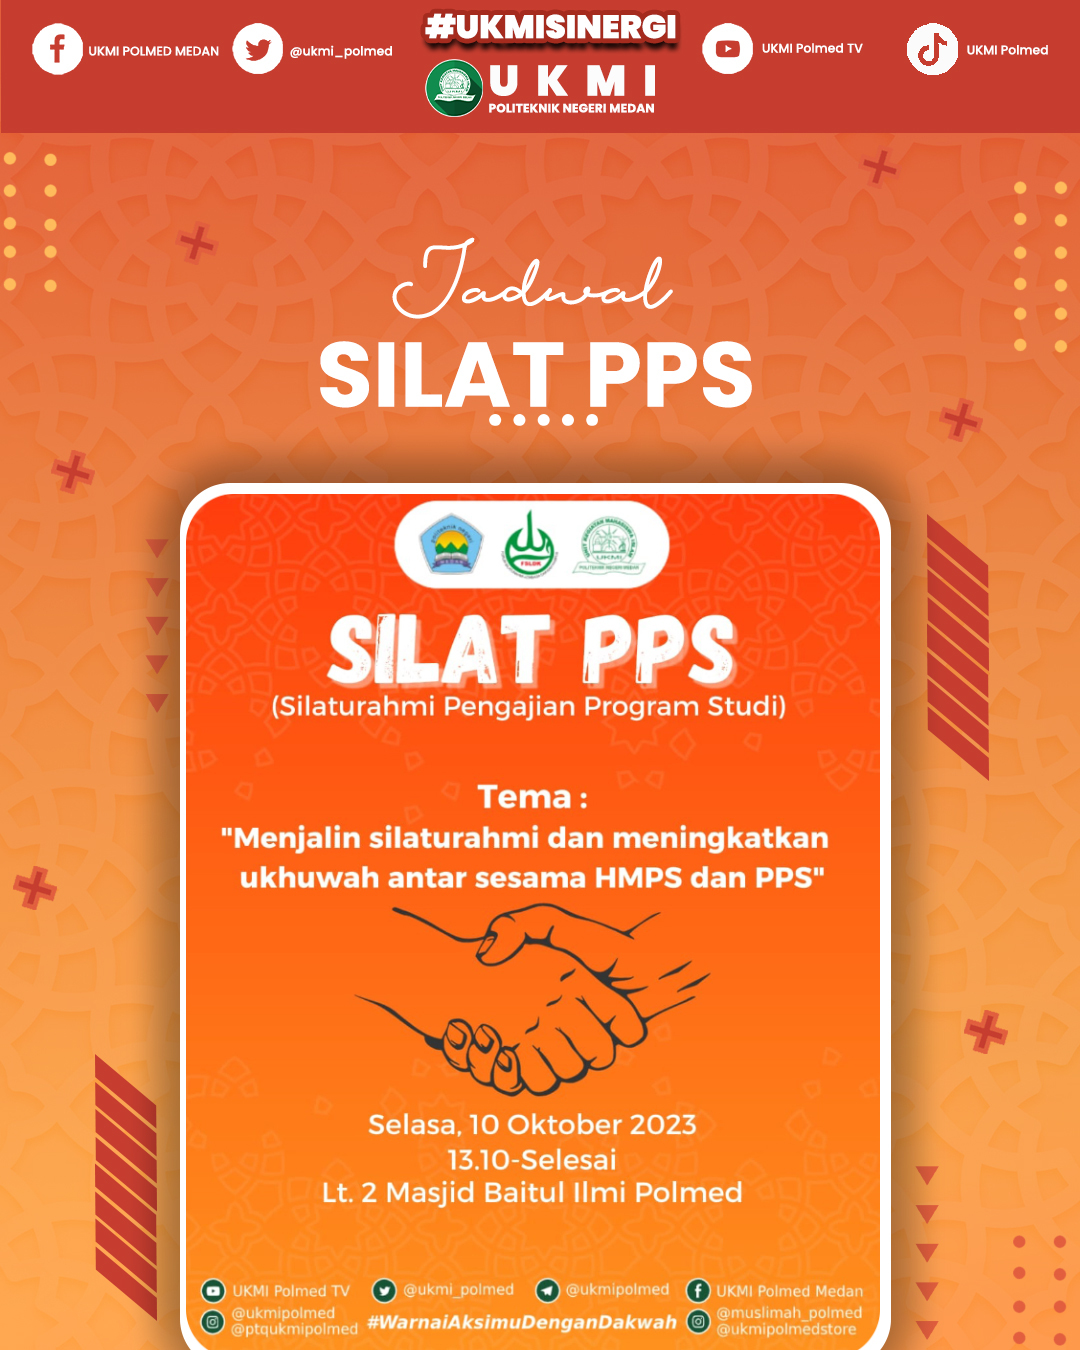 #UKMISINERGI
UKMI POLMED MEDAN
@ukmi_polmed
UKMI
POLITEKNIK NEGERI MEDAN
UKMI Polmed TV
UKMI Polmed
Jadwal
SILAT PPS
POLITEKNIK NEGERI MEDAN
SILAT PPS
(Silaturahmi Pengajian Program Studi)
Tema :
"Menjalin silaturahmi dan meningkatkan
ukhuwah antar sesama HMPS dan PPS"
Selasa, 10 Oktober 2023
13.10-Selesai
Lt. 2 Masjid Baitul Ilmi Polmed
UKMI Polmed TV
@ukmi_polmed
@ukmipolmed
UKMI Polmed Medan
@ukmipolmed
@ptqukmipolmed
#WarnaiAksimuDenganDakwah
@muslimah_polmed
@ukmipolmedstore